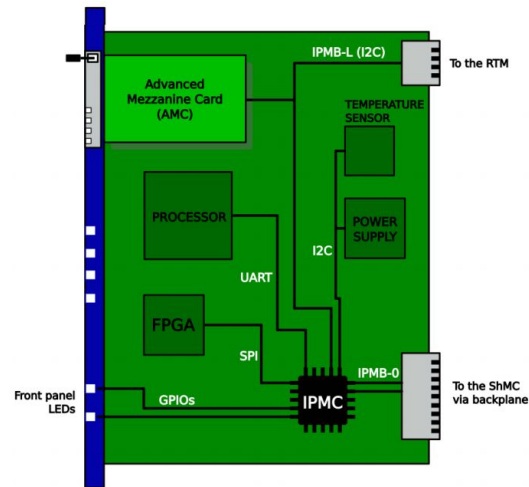 IPMB-L (I2C)
To the RTM
Advanced
Mezzanine Card
(AMC)
TEMPERATURE
SENSOR
PROCESSOR
POWER
SUPPLY
I2C
UART
FPGA
SPI
IPMB-0
To the ShMC
via backplane
Front panel
LEDs
GPIOs
IPMC